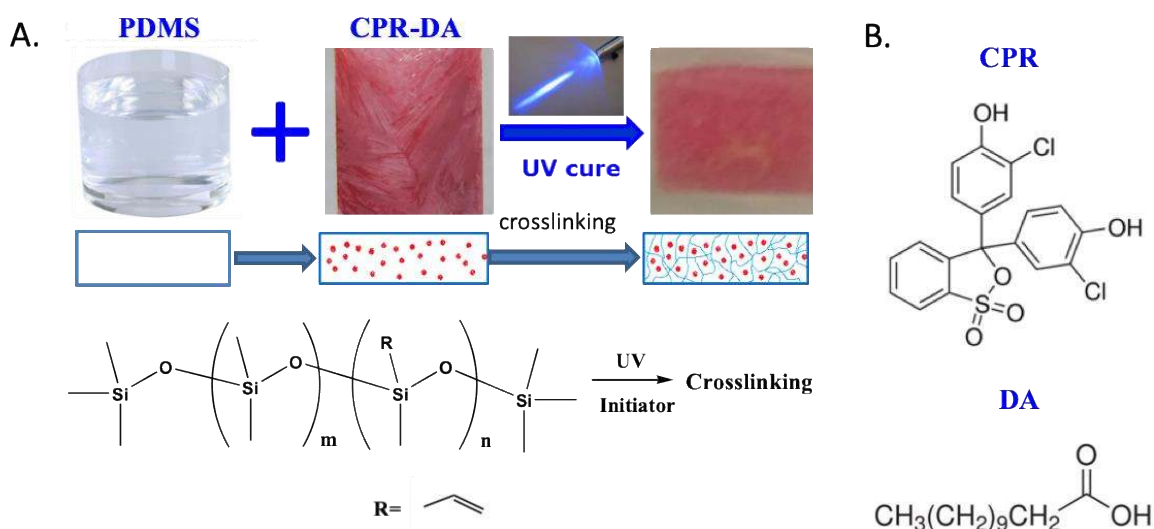 A.
PDMS
CPR-DA
UV cure
crosslinking
R
Si
O
Si
O
Si
O
Si
m
n
UV
Initiator
Crosslinking
R=
B.
CPR
OH
Cl
OH
Cl
O
S
O
O
DA
O
CH3(CH2)9CH2
OH